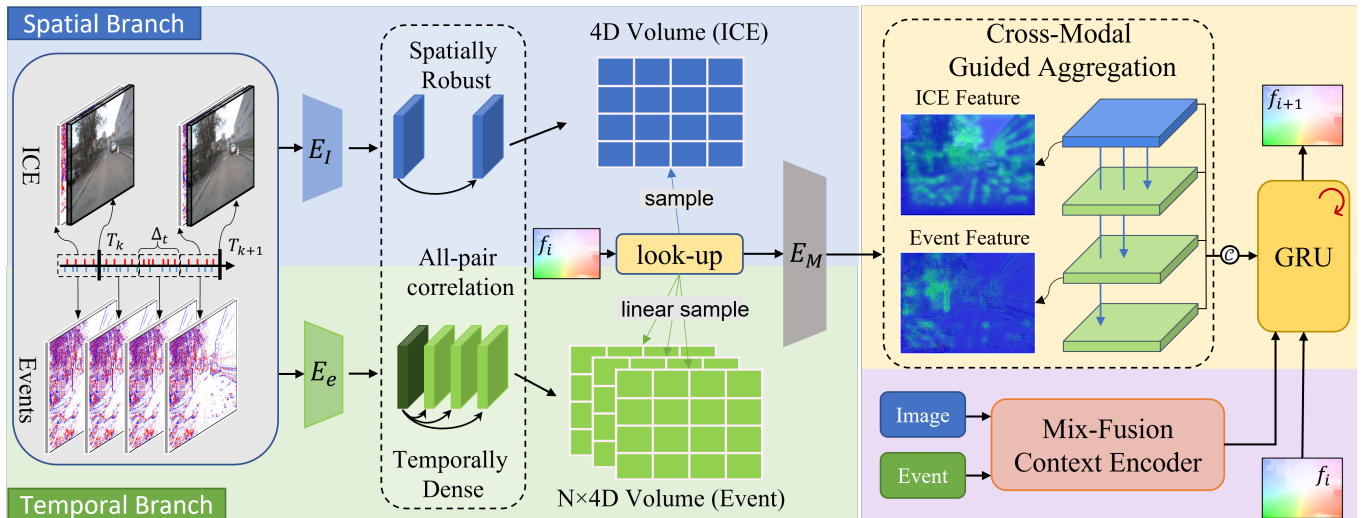 Spatial Branch
ICE
T_k
Δ_t
T_{k+1}
Events
Temporal Branch
E_I
E_e
Spatially
Robust
All-pair
correlation
Temporally
Dense
4D Volume (ICE)
sample
f_i
look-up
linear sample
N×4D Volume (Event)
E_M
Cross-Modal
Guided Aggregation
ICE Feature
Event Feature
C
f_{i+1}
GRU
Image
Event
Mix-Fusion
Context Encoder
f_i